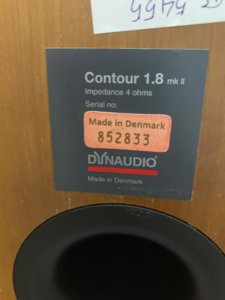 Contour 1.8 mk II
Impedance 4 ohms
Serial no:
Made in Denmark
852833
DYNAUDIO
Made in Denmark